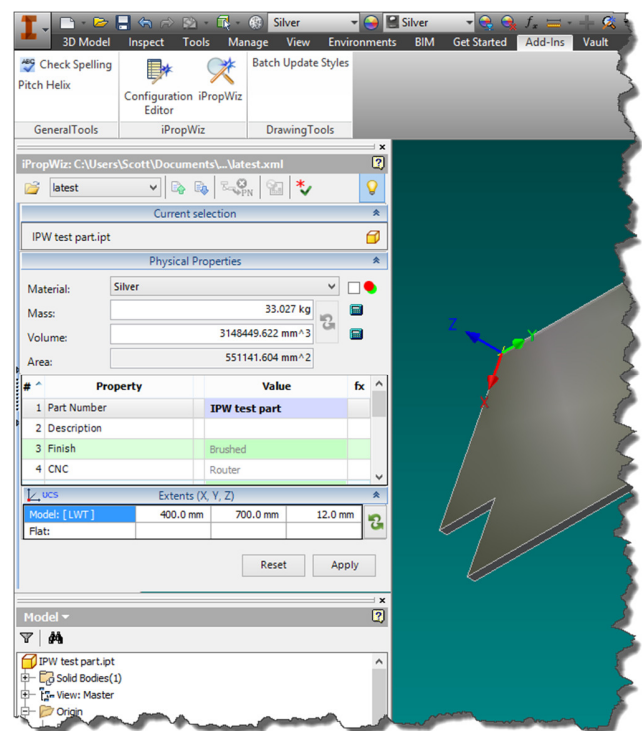 I
Silver
Silver
fx
3D Model Inspect Tools Manage View Environments BIM Get Started Add-Ins Vault
ABC Check Spelling
Pitch Helix
Configuration Editor
iPropWiz
Batch Update Styles
GeneralTools iPropWiz DrawingTools
iPropWiz: C:\Users\Scott\Documents\...\latest.xml
latest
PN
Current selection
IPW test part.ipt
Physical Properties
Material: Silver
Mass: 33.027 kg
Volume: 3148449.622 mm^3
Area: 551141.604 mm^2
# Property Value fx
1 Part Number IPW test part
2 Description
3 Finish Brushed
4 CNC Router
UCS Extents (X, Y, Z)
Model: [LWT] 400.0 mm 700.0 mm 12.0 mm
Flat:
Reset Apply
Model
IPW test part.ipt
Solid Bodies(1)
View: Master
Origin
Z
Y
X